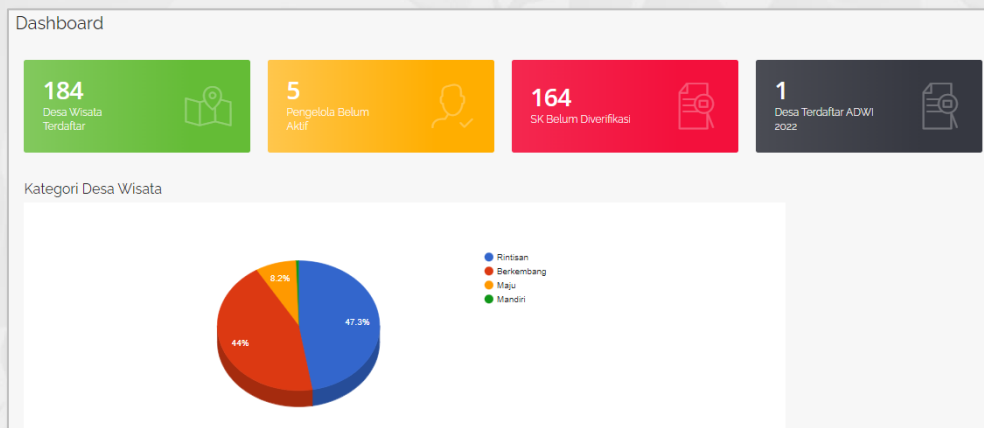 Dashboard
184
Desa Wisata
Terdaftar
5
Pengelola Belum
Aktif
164
SK Belum Diverifikasi
1
Desa Terdaftar ADWI
2022
Kategori Desa Wisata
8.2%
47.3%
44%
Rintisan
Berkembang
Maju
Mandiri